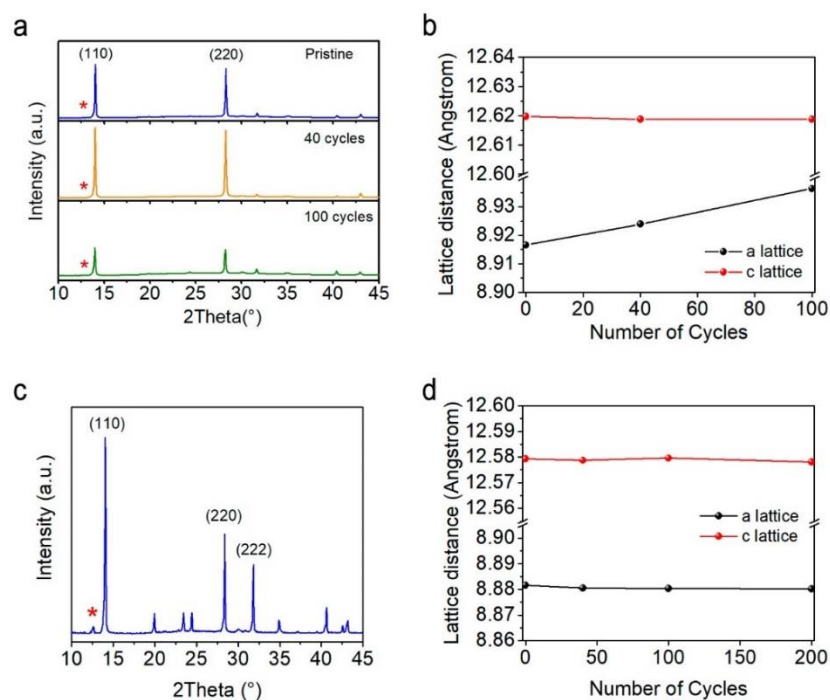 a
(110)
(220)
Pristine
*
40 cycles
*
100 cycles
*
Intensity (a.u.)
10 15 20 25 30 35 40 45
2Theta(°)
b
12.64
12.63
12.62
12.61
12.60
8.93
8.92
8.91
8.90
Lattice distance (Angstrom)
a lattice
c lattice
0 20 40 60 80 100
Number of Cycles
c
(110)
(220)
(222)
*
Intensity (a.u.)
10 15 20 25 30 35 40 45
2Theta (°)
d
12.60
12.59
12.58
12.57
12.56
8.90
8.89
8.88
8.87
8.86
Lattice distance (Angstrom)
a lattice
c lattice
0 50 100 150 200
Number of Cycles